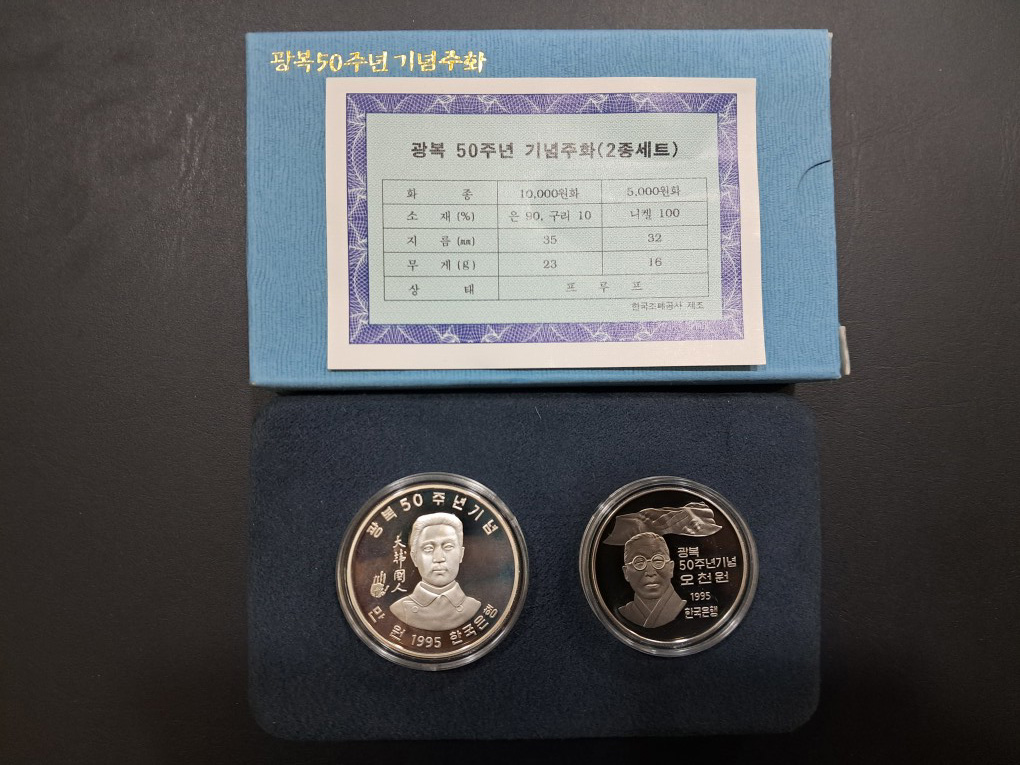 광복50주년기념주화
광복 50주년 기념주화(2종세트)
화 종 10,000원화 5,000원화
소 재(%) 은 90, 구리 10 니켈 100
지 름(㎜) 35 32
무 게(g) 23 16
상 태 프 루 프
한국조폐공사 제조
광복50주년기념
大韓國人
만원 1995 한국은행
광복
50주년기념
오천원
1995
한국은행